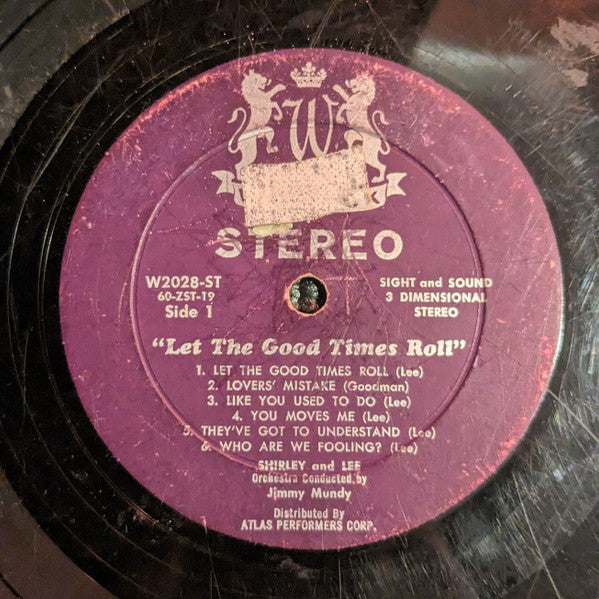 W
STEREO
W2028-ST
60-ZST-T9
Side 1
SIGHT and SOUND
3 DIMENSIONAL
STEREO
"Let The Good Times Roll"
1. LET THE GOOD TIMES ROLL (Lee)
2. LOVERS' MISTAKE (Goodman)
3. LIKE YOU USED TO DO (Lee)
4. YOU MOVES ME (Lee)
5. THEY'VE GOT TO UNDERSTAND (Lee)
6. WHO ARE WE FOOLING? (Lee)
SHIRLEY and LEE
Orchestra Conducted by
Jimmy Mundy
Distributed By
ATLAS PERFORMERS CORP.